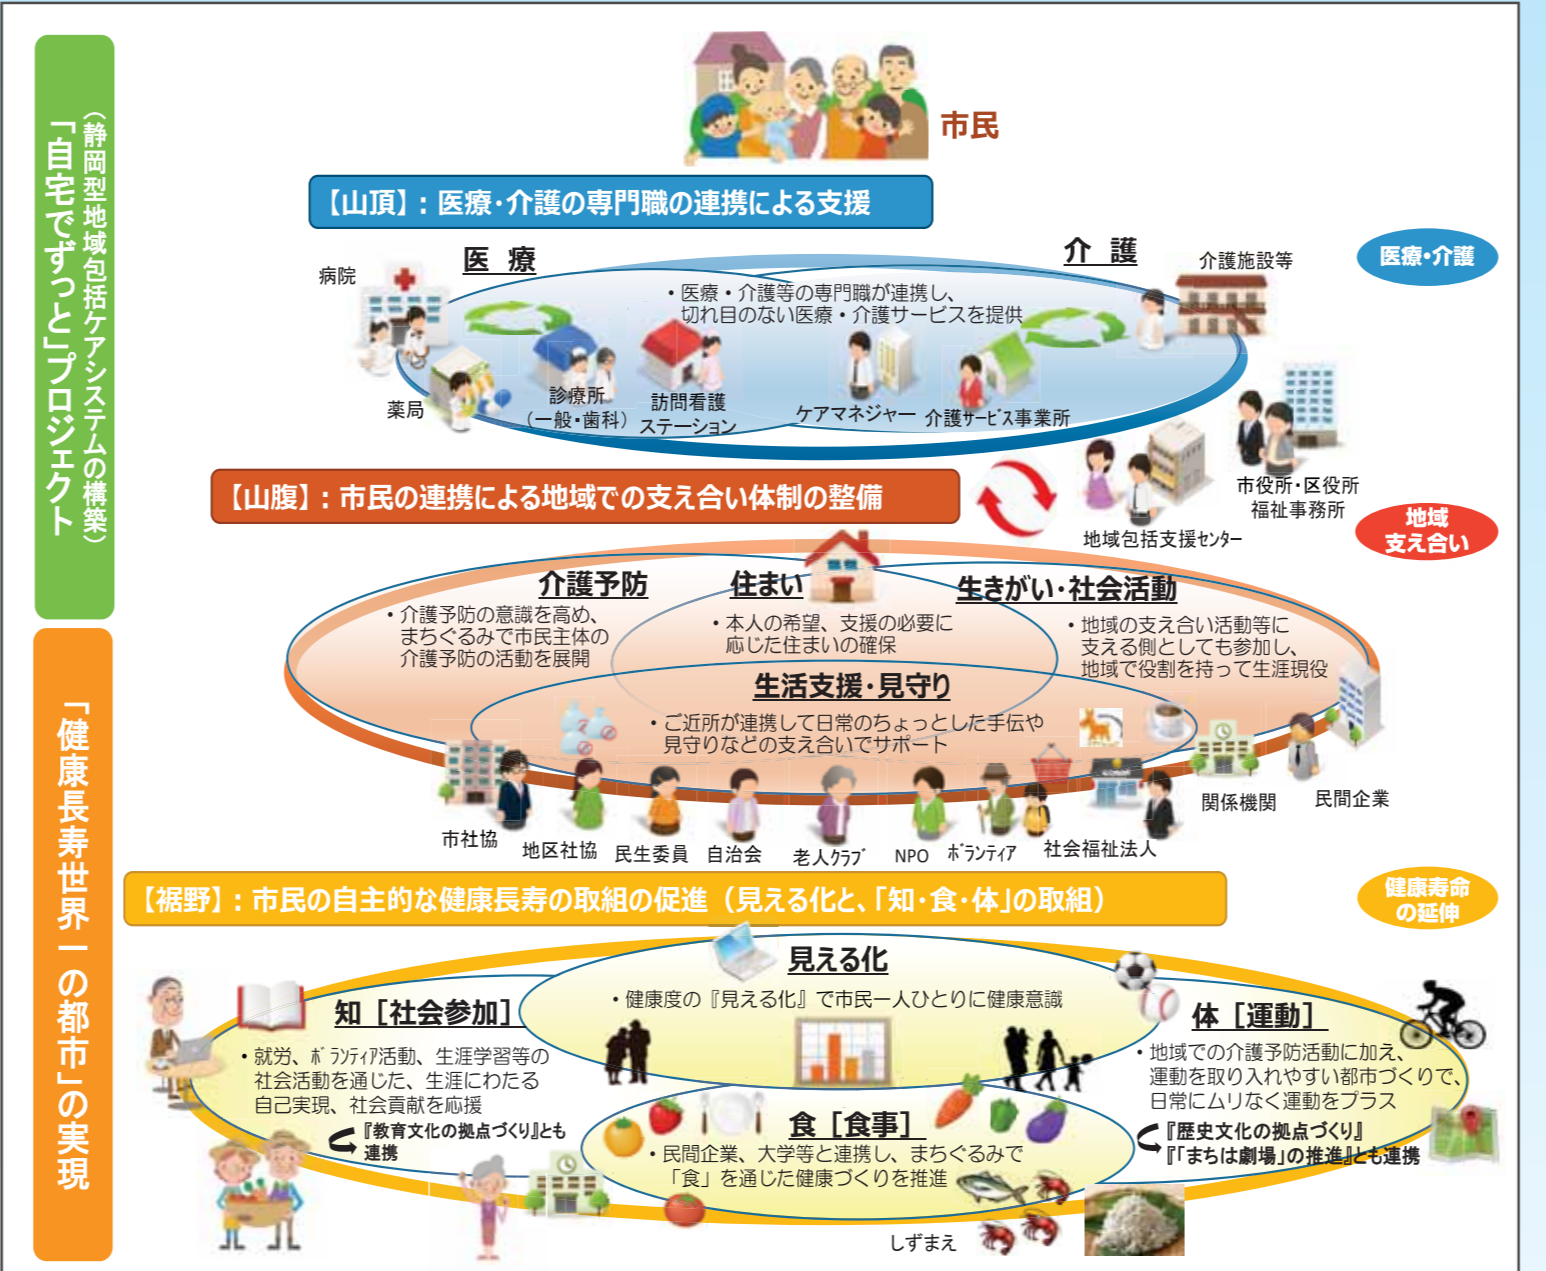 「自宅でずっと」プロジェクト
（静岡型地域包括ケアシステムの構築）
「健康長寿世界一の都市」の実現
市民
【山頂】：医療・介護の専門職の連携による支援
医療・介護
医 療
介 護
病院
介護施設等
・医療・介護等の専門職が連携し、
切れ目のない医療・介護サービスを提供
薬局
診療所
（一般・歯科）
訪問看護
ステーション
ケアマネジャー
介護サービス事業所
市役所・区役所
福祉事務所
地域包括支援センター
【山腹】：市民の連携による地域での支え合い体制の整備
地域
支え合い
介護予防
・介護予防の意識を高め、
まちぐるみで市民主体の
介護予防の活動を展開
住まい
・本人の希望、支援の必要に
応じた住まいの確保
生きがい・社会活動
・地域の支え合い活動等に
支える側としても参加し、
地域で役割を持って生涯現役
生活支援・見守り
・ご近所が連携して日常のちょっとした手伝や
見守りなどの支え合いでサポート
市社協
地区社協
民生委員
自治会
老人クラブ
NPO
ボランティア
社会福祉法人
関係機関
民間企業
【裾野】：市民の自主的な健康長寿の取組の促進（見える化と、「知・食・体」の取組）
健康寿命
の延伸
見える化
・健康度の『見える化』で市民一人ひとりに健康意識
知［社会参加］
・就労、ボランティア活動、生涯学習等の
社会活動を通じた、生涯にわたる
自己実現、社会貢献を応援
『教育文化の拠点づくり』とも
連携
体［運動］
・地域での介護予防活動に加え、
運動を取り入れやすい都市づくりで、
日常にムリなく運動をプラス
『歴史文化の拠点づくり』
『「まちは劇場」の推進』とも連携
食［食事］
・民間企業、大学等と連携し、まちぐるみで
「食」を通じた健康づくりを推進
しずまえ